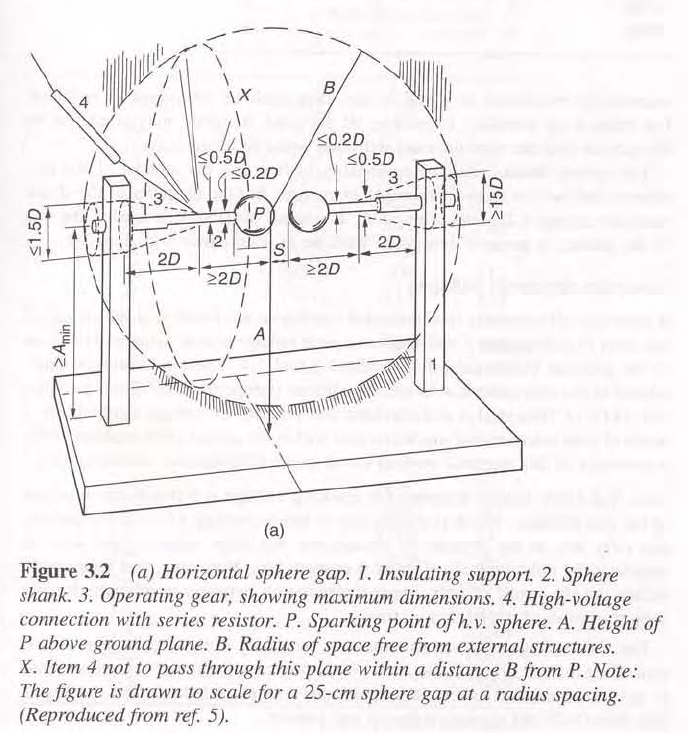 X
B
4
≤0.5D
≤0.2D
≤0.2D
≤0.5D
3
3
P
≤1.5D
≥15D
2
S
2D
≥2D
≥2D
2D
A
≥ Amin
1
(a)
Figure 3.2 (a) Horizontal sphere gap. 1. Insulating support. 2. Sphere
shank. 3. Operating gear, showing maximum dimensions. 4. High-voltage
connection with series resistor. P. Sparking point of h.v. sphere. A. Height of
P above ground plane. B. Radius of space free from external structures.
X. Item 4 not to pass through this plane within a distance B from P. Note:
The figure is drawn to scale for a 25-cm sphere gap at a radius spacing.
(Reproduced from ref. 5).